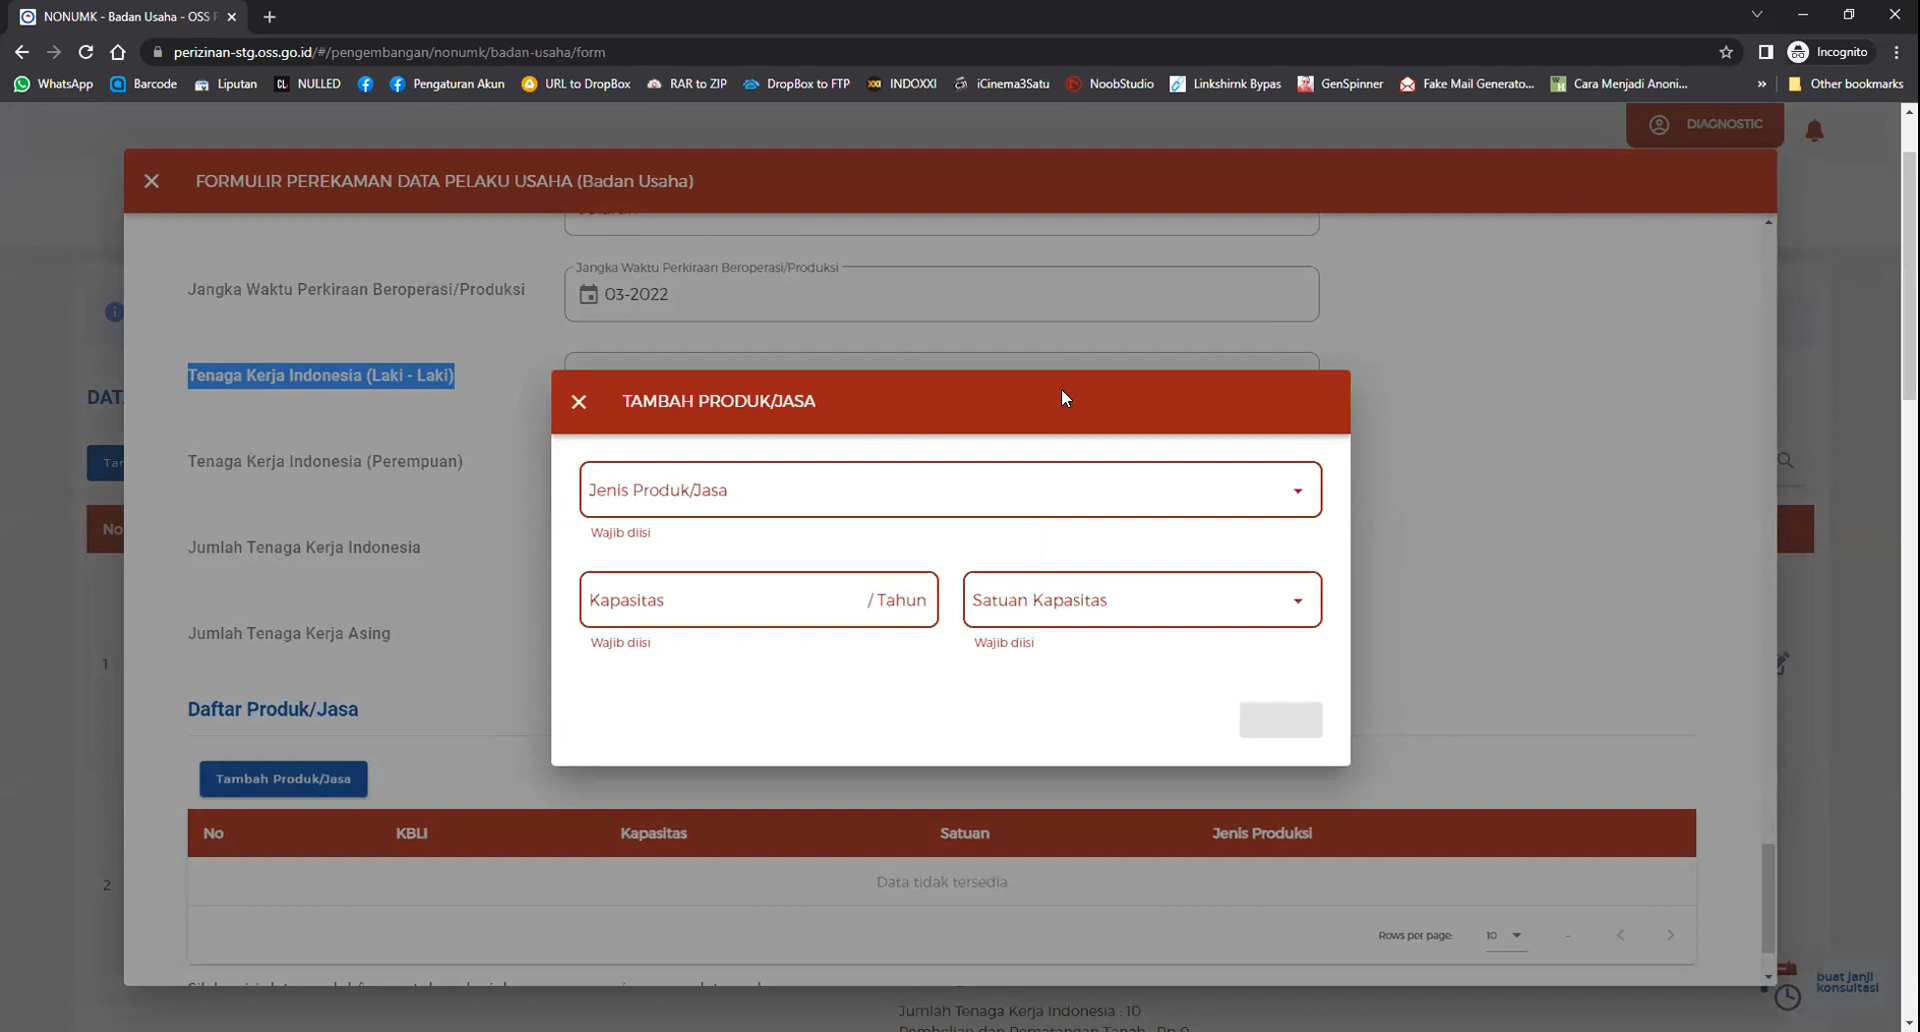 NONUMK - Badan Usaha - OSS
perizinan-stg.oss.go.id/#/pengembangan/nonumk/badan-usaha/form
Incognito
WhatsApp
Barcode
Liputan
NULLED
Pengaturan Akun
URL to DropBox
RAR to ZIP
DropBox to FTP
INDOXXI
iCinema3Satu
NoobStudio
Linkshirnk Bypas
GenSpinner
Fake Mail Generato...
Cara Menjadi Anoni...
»
Other bookmarks
DIAGNOSTIC
FORMULIR PEREKAMAN DATA PELAKU USAHA (Badan Usaha)
Jangka Waktu Perkiraan Beroperasi/Produksi
Jangka Waktu Perkiraan Beroperasi/Produksi
03-2022
Tenaga Kerja Indonesia (Laki - Laki)
TAMBAH PRODUK/JASA
Tenaga Kerja Indonesia (Perempuan)
Jenis Produk/Jasa
Wajib diisi
No
Jumlah Tenaga Kerja Indonesia
Kapasitas
/ Tahun
Satuan Kapasitas
Wajib diisi
Wajib diisi
Jumlah Tenaga Kerja Asing
1
Daftar Produk/Jasa
Tambah Produk/Jasa
No
KBLI
Kapasitas
Satuan
Jenis Produksi
Data tidak tersedia
2
Rows per page:
10
-
buat janji
konsultasi
Jumlah Tenaga Kerja Indonesia : 10